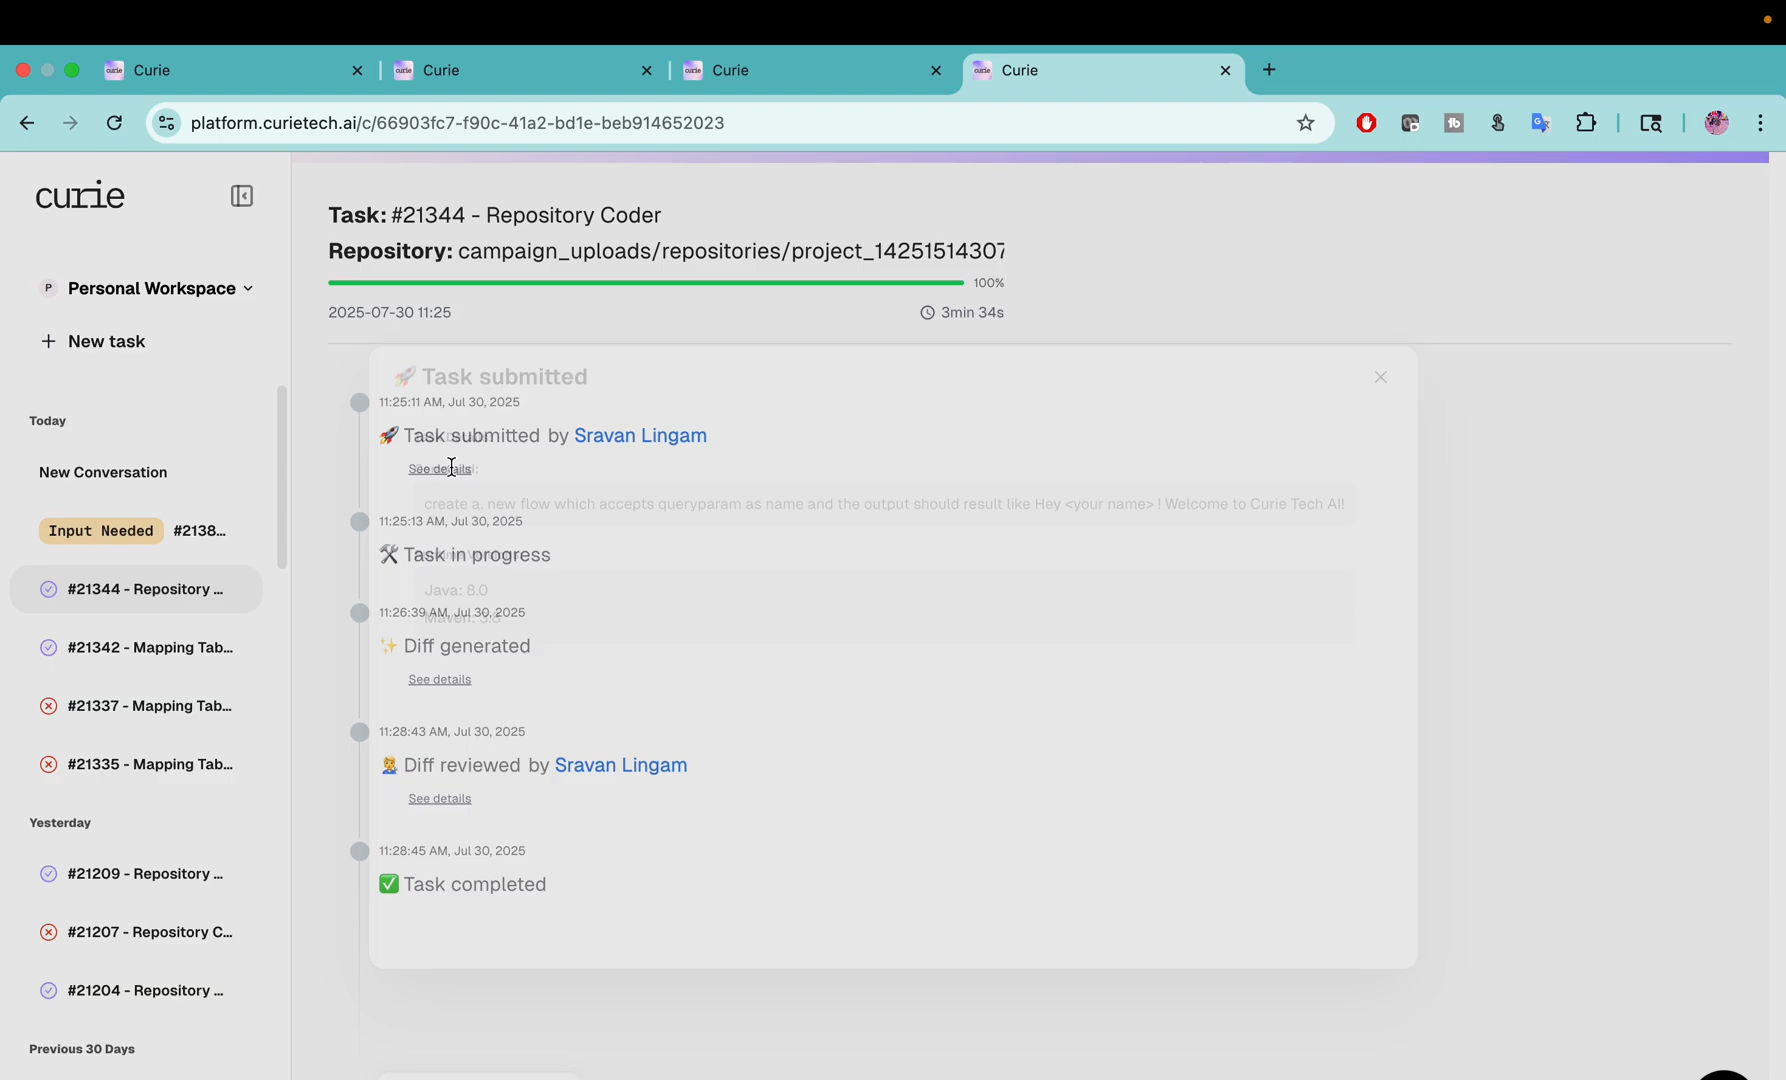 Curie
Curie
Curie
Curie
platform.curietech.ai/c/66903fc7-f90c-41a2-bd1e-beb914652023
curie
P Personal Workspace
New task
Today
New Conversation
Input Needed #2138...
#21344 - Repository ...
#21342 - Mapping Tab...
#21337 - Mapping Tab...
#21335 - Mapping Tab...
Yesterday
#21209 - Repository ...
#21207 - Repository C...
#21204 - Repository ...
Previous 30 Days
Task: #21344 - Repository Coder
Repository: campaign_uploads/repositories/project_14251514307
100%
2025-07-30 11:25
3min 34s
🚀 Task submitted
11:25:11 AM, Jul 30, 2025
🚀 Task submitted by Sravan Lingam
See details
create a. new flow which accepts queryparam as name and the output should result like Hey <your name> ! Welcome to Curie Tech AI!
11:25:13 AM, Jul 30, 2025
🛠️ Task in progress
Java: 8.0
11:26:39 AM, Jul 30, 2025
Maven: 3.8
✨ Diff generated
See details
11:28:43 AM, Jul 30, 2025
Diff reviewed by Sravan Lingam
See details
11:28:45 AM, Jul 30, 2025
✅ Task completed